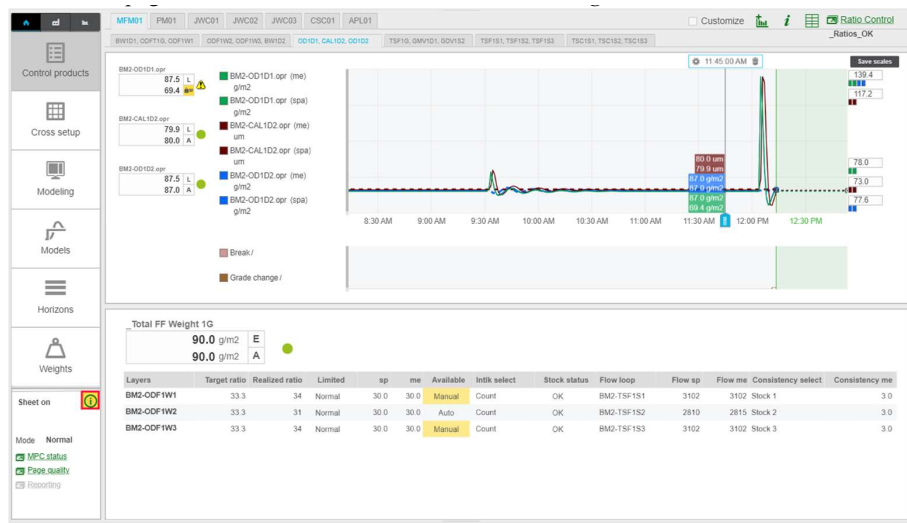 MFM01 PM01 JWC01 JWC02 JWC03 CSC01 APL01
Customize i Ratio Control
_Ratios_OK
BW1D1, ODFT1G, ODF1W1 ODF1W2, ODF1W3, BW1D2 OD1D1, CAL1D2, OD1D2 TSF1G, GMV1D1, GOV1S2 TSF1S1, TSF1S2, TSF1S3 TSC1S1, TSC1S2, TSC1S3
Control products
Cross setup
Modeling
Models
Horizons
Weights
Sheet on
Mode Normal
MPC status
Page quality
Reporting
BM2-OD1D1.opr
87.5 L
69.4
BM2-CAL1D2.opr
79.9 L
80.0 A
BM2-OD1D2.opr
87.5 L
87.0 A
BM2-OD1D1.opr (me)
g/m2
BM2-OD1D1.opr (spa)
g/m2
BM2-CAL1D2.opr (me)
um
BM2-CAL1D2.opr (spa)
um
BM2-OD1D2.opr (me)
g/m2
BM2-OD1D2.opr (spa)
g/m2
11:45:00 AM
Save scales
139.4
117.2
78.0
73.0
77.6
80.0 um
79.9 um
87.0 g/m2
87.0 g/m2
87.0 g/m2
69.4 g/m2
8:30 AM 9:00 AM 9:30 AM 10:00 AM 10:30 AM 11:00 AM 11:30 AM 12:00 PM 12:30 PM
Break /
Grade change /
_Total FF Weight 1G
90.0 g/m2 E
90.0 g/m2 A
Layers Target ratio Realized ratio Limited sp me Available Intlk select Stock status Flow loop Flow sp Flow me Consistency select Consistency me
BM2-ODF1W1 33.3 34 Normal 30.0 30.0 Manual Count OK BM2-TSF1S1 3102 3102 Stock 1 3.0
BM2-ODF1W2 33.3 31 Normal 30.0 30.0 Auto Count OK BM2-TSF1S2 2810 2815 Stock 2 3.0
BM2-ODF1W3 33.3 34 Normal 30.0 30.0 Manual Count OK BM2-TSF1S3 3102 3102 Stock 3 3.0